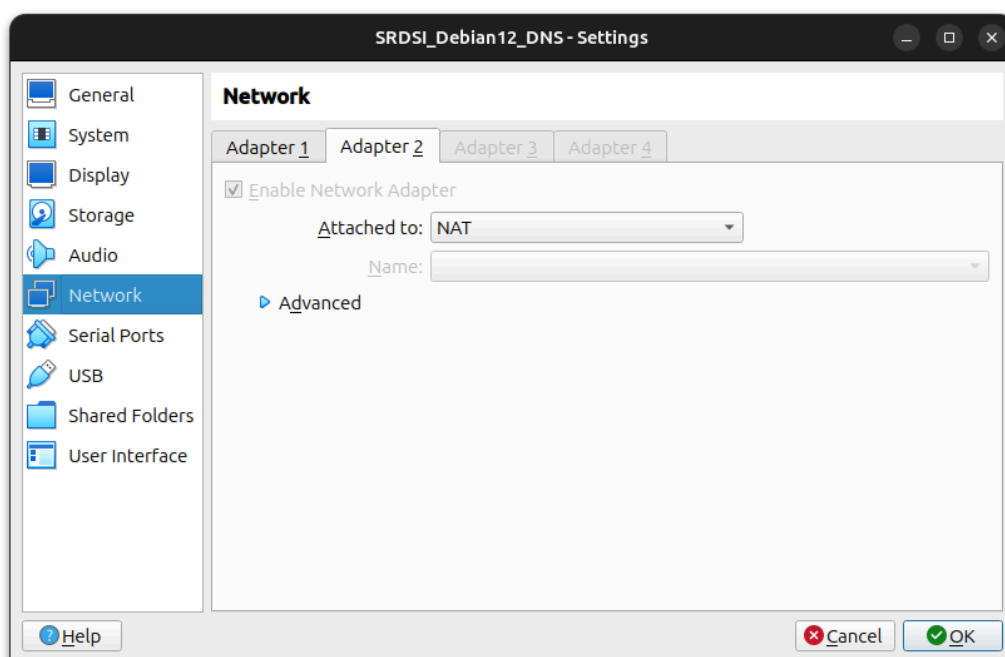 SRDSI_Debian12_DNS - Settings
General
System
Display
Storage
Audio
Network
Serial Ports
USB
Shared Folders
User Interface
Network
Adapter 1 Adapter 2 Adapter 3 Adapter 4
Enable Network Adapter
Attached to: NAT
Name:
Advanced
Help Cancel OK